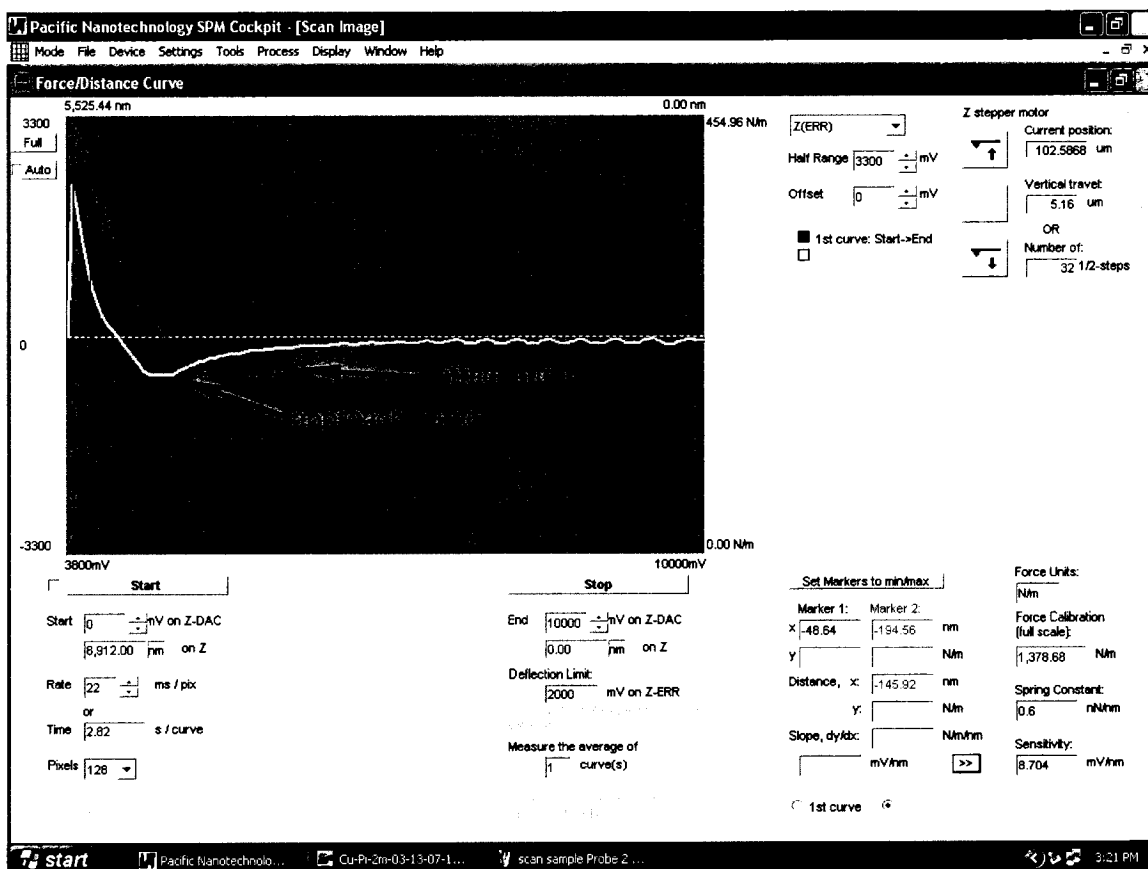 Pacific Nanotechnology SPM Cockpit - [Scan Image]
Mode File Device Settings Tools Process Display Window Help
Force/Distance Curve
5,525.44 nm 0.00 nm
3300
Full
Auto
0
-3300
454.96 N/m
0.00 N/m
3800mV 10000mV
Z(ERR)
Half Range 3300 mV
Offset 0 mV
1st curve: Start->End
Z stepper motor
Current position:
102.5868 um
Vertical travel:
5.16 um
OR
Number of:
32 1/2-steps
Start
Start 0 mV on Z-DAC
8,912.00 nm on Z
Rate 22 ms / pix
or
Time 2.82 s / curve
Pixels 128
Stop
End 10000 mV on Z-DAC
0.00 nm on Z
Deflection Limit:
2000 mV on Z-ERR
Measure the average of
1 curve(s)
Set Markers to min/max
Marker 1: Marker 2:
x -48.64 -194.56 nm
y N/m
Distance, x: -145.92 nm
y: N/m
Slope, dy/dx: N/m/nm
mV/nm >>
1st curve
Force Units:
N/m
Force Calibration
(full scale):
1,378.68 N/m
Spring Constant:
0.6 nN/nm
Sensitivity:
8.704 mV/nm
start Pacific Nanotechnolo... Cu-Pi-2m-03-13-07-1... scan sample Probe 2 ... 3:21 PM